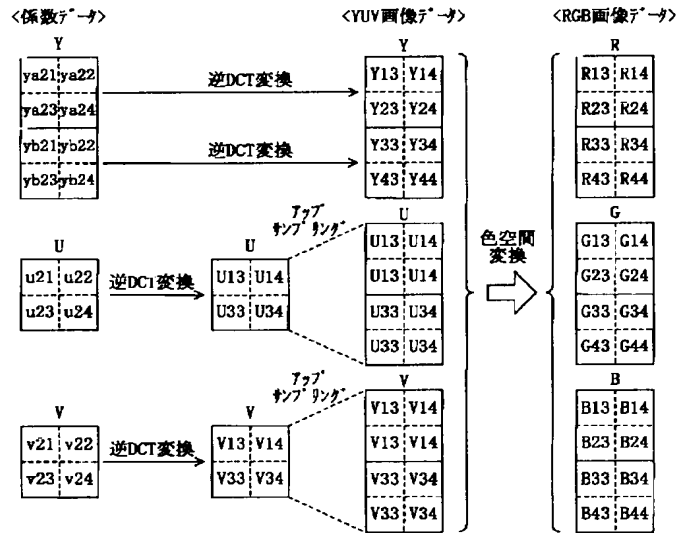 <係数データ>
<YUV画像データ>
<RGB画像データ>
Y
Y
R
ya21 ya22
ya23 ya24
yb21 yb22
yb23 yb24
逆DCT変換
逆DCT変換
Y13 Y14
Y23 Y24
Y33 Y34
Y43 Y44
R13 R14
R23 R24
R33 R34
R43 R44
U
u21 u22
u23 u24
逆DCT変換
U
U13 U14
U33 U34
アップ
サンプリング
U
U13 U14
U13 U14
U33 U34
U33 U34
色空間
変換
G
G13 G14
G23 G24
G33 G34
G43 G44
V
v21 v22
v23 v24
逆DCT変換
V
V13 V14
V33 V34
アップ
サンプリング
V
V13 V14
V13 V14
V33 V34
V33 V34
B
B13 B14
B23 B24
B33 B34
B43 B44